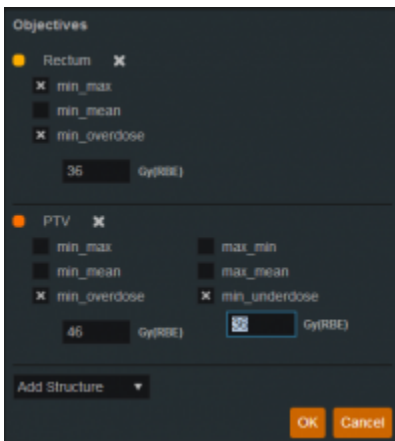 Objectives
Rectum
min_max
min_mean
min_overdose
36 Gy(RBE)
PTV
min_max max_min
min_mean max_mean
min_overdose min_underdose
46 Gy(RBE) Gy(RBE)
Add Structure
OK Cancel